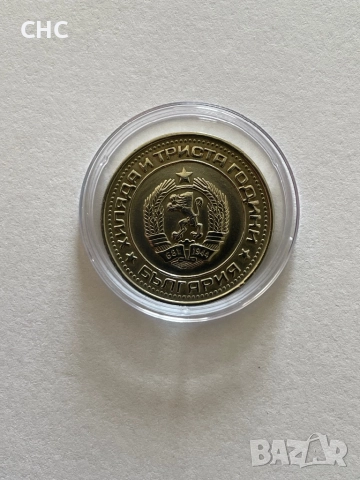 CHC
ХИЛЯДА И ТРИСТА ГОДИНИ
681 1944
БЪЛГАРИЯ
BAZAR